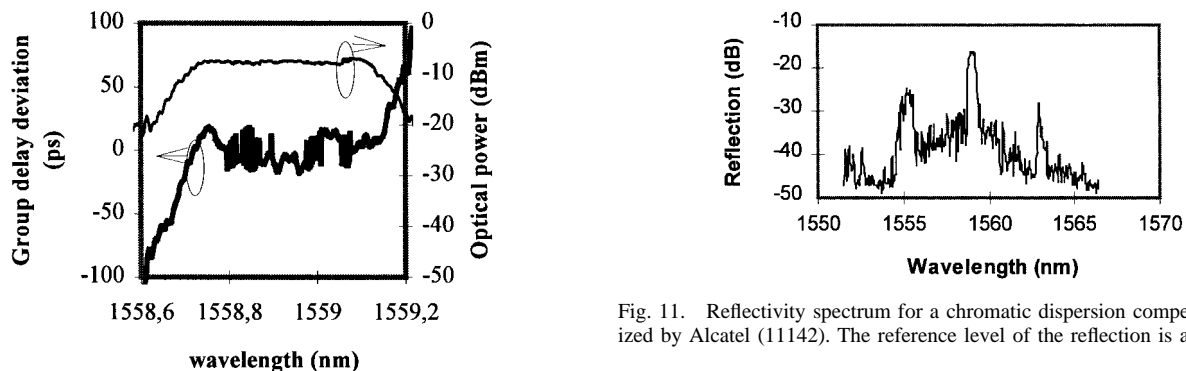 100
50
0
-50
-100
Group delay deviation
(ps)
0
-10
-20
-30
-40
-50
Optical power (dBm)
1558,6 1558,8 1559 1559,2
wavelength (nm)
-10
-20
-30
-40
-50
Reflection (dB)
1550 1555 1560 1565 1570
Wavelength (nm)
Fig. 11. Reflectivity spectrum for a chromatic dispersion compe
ized by Alcatel (11142). The reference level of the reflection is a